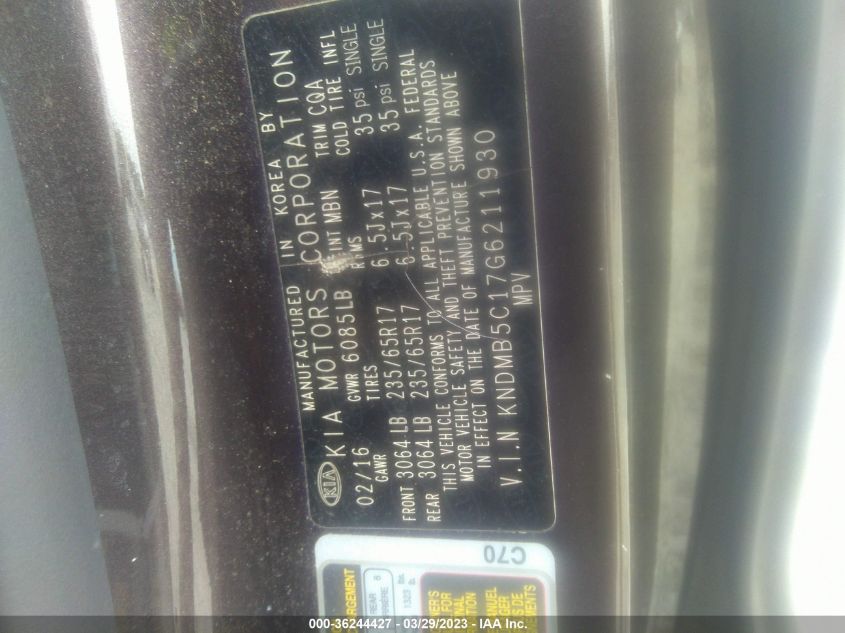 MANUFACTURED IN KOREA BY
KIA KIA MOTORS CORPORATION
02/16 GVWR 6085LB PAINT MBN TRIM CQA
GAWR TIRES RIMS COLD TIRE INFL
FRONT 3064 LB 235/65R17 6.5Jx17 35 psi SINGLE
REAR 3064 LB 235/65R17 6.5Jx17 35 psi SINGLE
THIS VEHICLE CONFORMS TO ALL APPLICABLE U.S.A. FEDERAL
MOTOR VEHICLE SAFETY AND THEFT PREVENTION STANDARDS
IN EFFECT ON THE DATE OF MANUFACTURE SHOWN ABOVE
V.I.N KNDMB5C17G6211930
MPV
C70
REAR 6
000-36244427 - 03/29/2023 - IAA Inc.